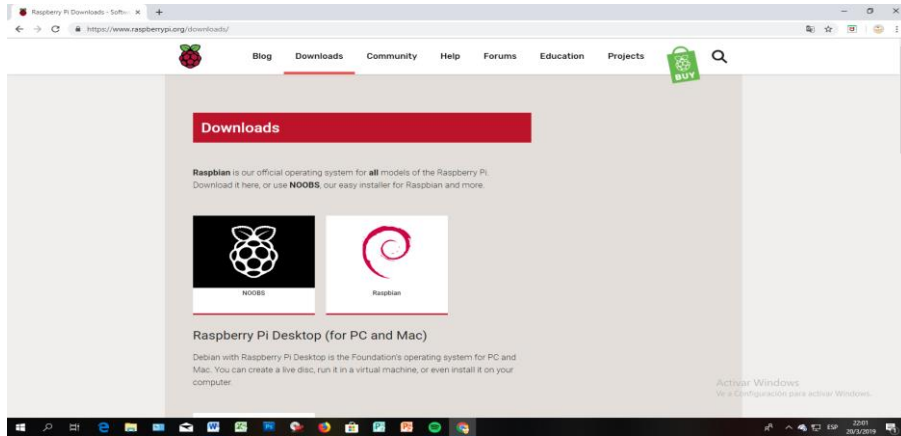 Raspberry Pi Downloads - Softw
https://www.raspberrypi.org/downloads/
Blog Downloads Community Help Forums Education Projects BUY
Downloads
Raspbian is our official operating system for all models of the Raspberry Pi.
Download it here, or use NOOBS, our easy installer for Raspbian and more.
NOOBS Raspbian
Raspberry Pi Desktop (for PC and Mac)
Debian with Raspberry Pi Desktop is the Foundation's operating system for PC and
Mac. You can create a live disc, run it in a virtual machine, or even install it on your
computer.
Activar Windows
Ve a Configuración para activar Windows.
ESP
22:01
20/3/2019